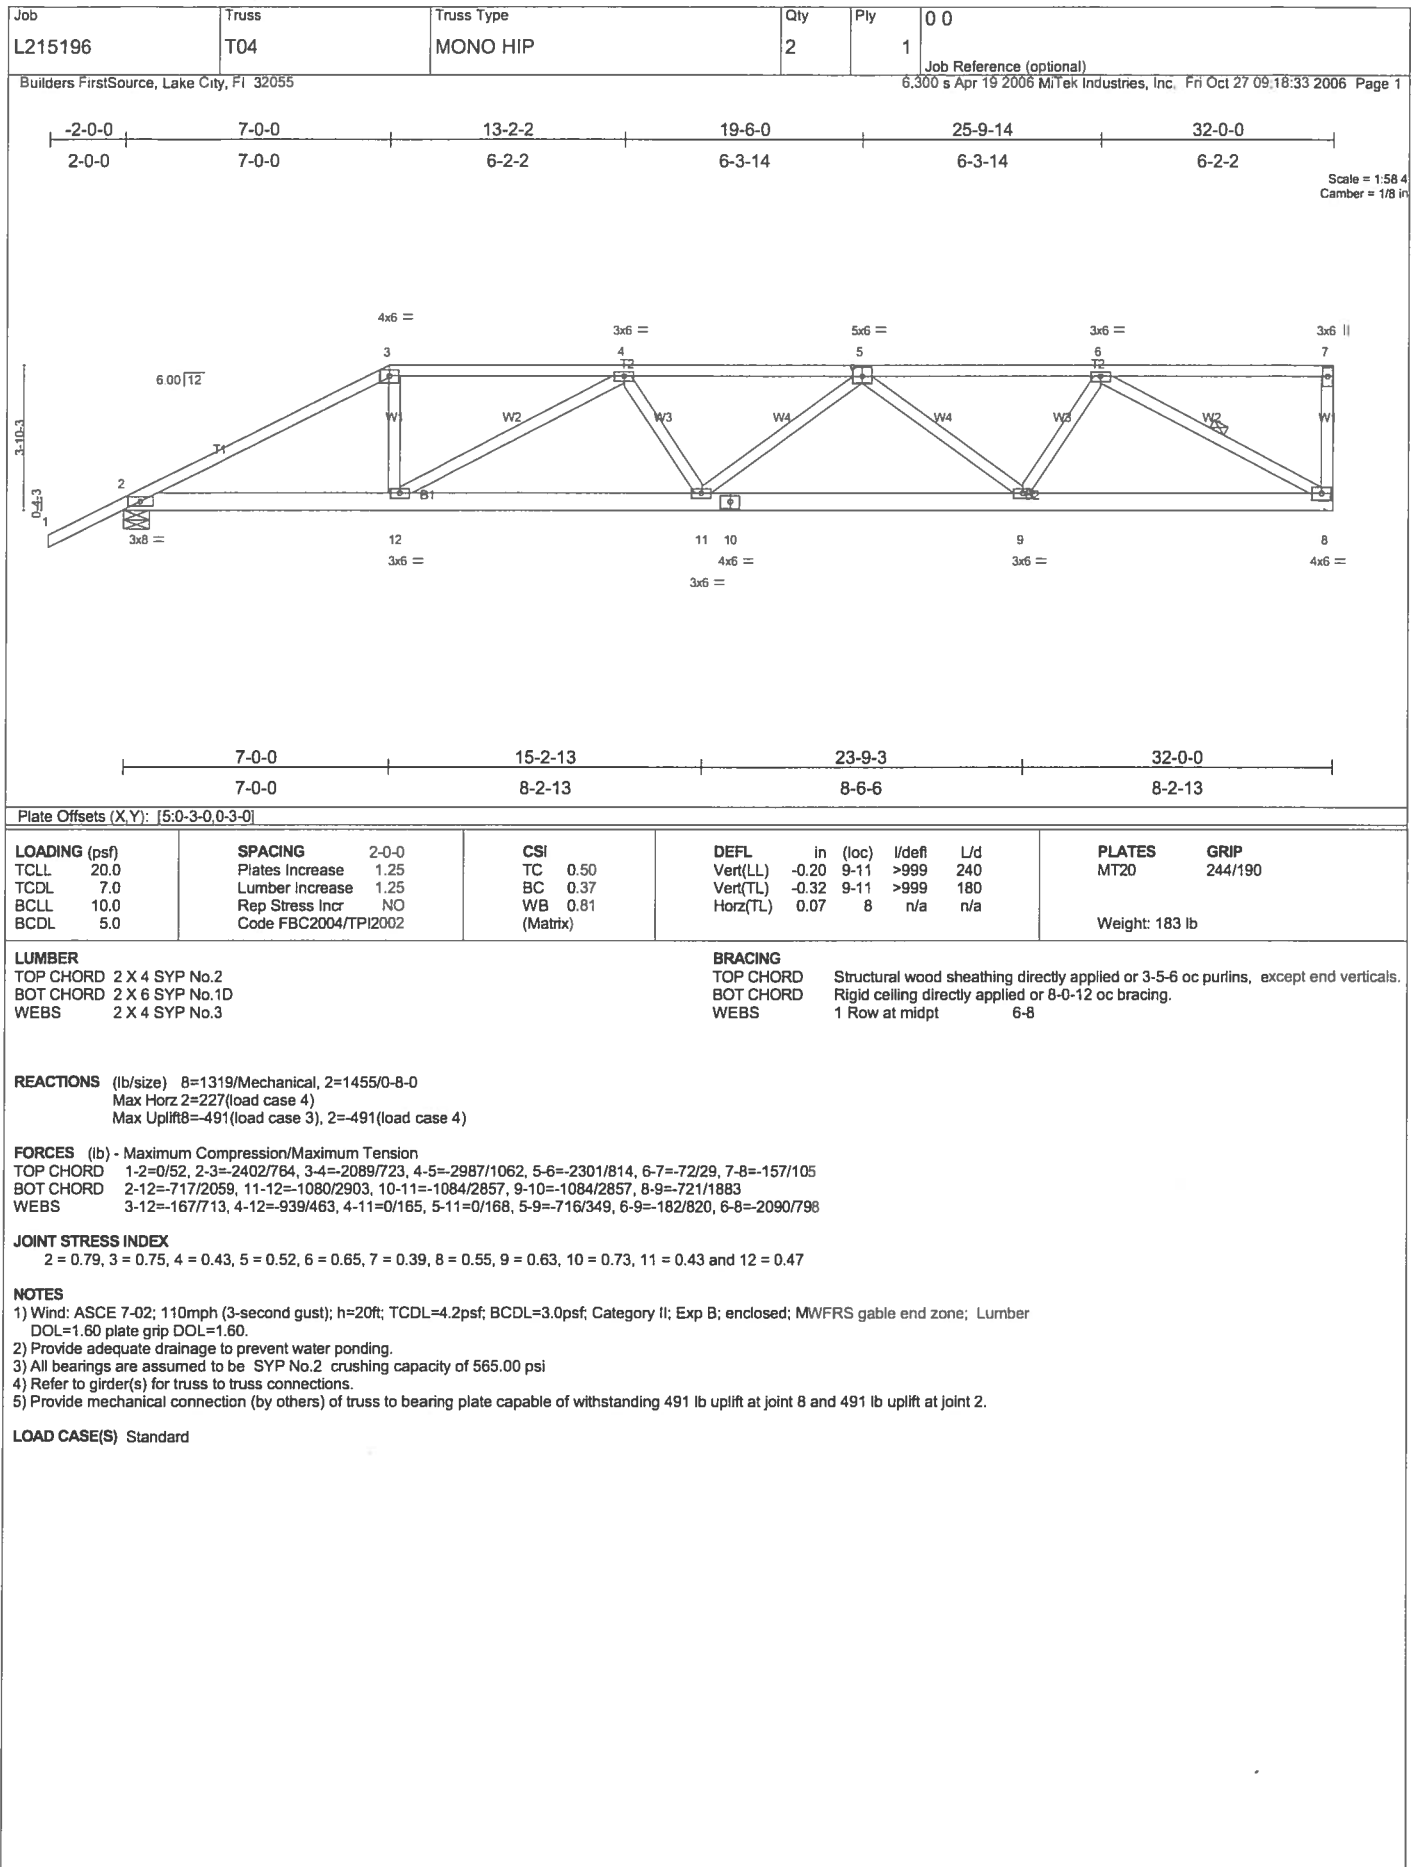 Job Truss Truss Type Qty Ply 0 0
L215196 T04 MONO HIP 2 1
Job Reference (optional)
Builders FirstSource, Lake City, Fl 32055 6.300 s Apr 19 2006 MiTek Industries, Inc. Fri Oct 27 09:18:33 2006 Page 1
-2-0-0 7-0-0 13-2-2 19-6-0 25-9-14 32-0-0
2-0-0 7-0-0 6-2-2 6-3-14 6-3-14 6-2-2
Scale = 1:58.4
Camber = 1/8 in
4x6 =
3x6 = 5x6 = 3x6 = 3x6 II
3 4 5 6 7
T2 T2
6.00 12
W1 W2 W3 W4 W4 W3 W2 W1
3-10-3
T1
2
B1 B2
0-4-3
1
3x8 = 12 11 10 9 8
3x6 = 4x6 = 3x6 = 4x6 =
3x6 =
7-0-0 15-2-13 23-9-3 32-0-0
7-0-0 8-2-13 8-6-6 8-2-13
Plate Offsets (X,Y): [5:0-3-0,0-3-0]
LOADING (psf) SPACING 2-0-0 CSI DEFL in (loc) l/defl L/d PLATES GRIP
TCLL 20.0 Plates Increase 1.25 TC 0.50 Vert(LL) -0.20 9-11 >999 240 MT20 244/190
TCDL 7.0 Lumber Increase 1.25 BC 0.37 Vert(TL) -0.32 9-11 >999 180
BCLL 10.0 Rep Stress Incr NO WB 0.81 Horz(TL) 0.07 8 n/a n/a
BCDL 5.0 Code FBC2004/TPI2002 (Matrix) Weight: 183 lb
LUMBER
TOP CHORD 2 X 4 SYP No.2
BOT CHORD 2 X 6 SYP No.1D
WEBS 2 X 4 SYP No.3
BRACING
TOP CHORD Structural wood sheathing directly applied or 3-5-6 oc purlins, except end verticals.
BOT CHORD Rigid ceiling directly applied or 8-0-12 oc bracing.
WEBS 1 Row at midpt 6-8
REACTIONS (lb/size) 8=1319/Mechanical, 2=1455/0-8-0
Max Horz 2=227(load case 4)
Max Uplift8=-491(load case 3), 2=-491(load case 4)
FORCES (lb) - Maximum Compression/Maximum Tension
TOP CHORD 1-2=0/52, 2-3=-2402/764, 3-4=-2089/723, 4-5=-2987/1062, 5-6=-2301/814, 6-7=-72/29, 7-8=-157/105
BOT CHORD 2-12=-717/2059, 11-12=-1080/2903, 10-11=-1084/2857, 9-10=-1084/2857, 8-9=-721/1883
WEBS 3-12=-167/713, 4-12=-939/463, 4-11=0/165, 5-11=0/168, 5-9=-716/349, 6-9=-182/820, 6-8=-2090/798
JOINT STRESS INDEX
2 = 0.79, 3 = 0.75, 4 = 0.43, 5 = 0.52, 6 = 0.65, 7 = 0.39, 8 = 0.55, 9 = 0.63, 10 = 0.73, 11 = 0.43 and 12 = 0.47
NOTES
1) Wind: ASCE 7-02; 110mph (3-second gust); h=20ft; TCDL=4.2psf; BCDL=3.0psf; Category II; Exp B; enclosed; MWFRS gable end zone; Lumber
DOL=1.60 plate grip DOL=1.60.
2) Provide adequate drainage to prevent water ponding.
3) All bearings are assumed to be SYP No.2 crushing capacity of 565.00 psi
4) Refer to girder(s) for truss to truss connections.
5) Provide mechanical connection (by others) of truss to bearing plate capable of withstanding 491 lb uplift at joint 8 and 491 lb uplift at joint 2.
LOAD CASE(S) Standard